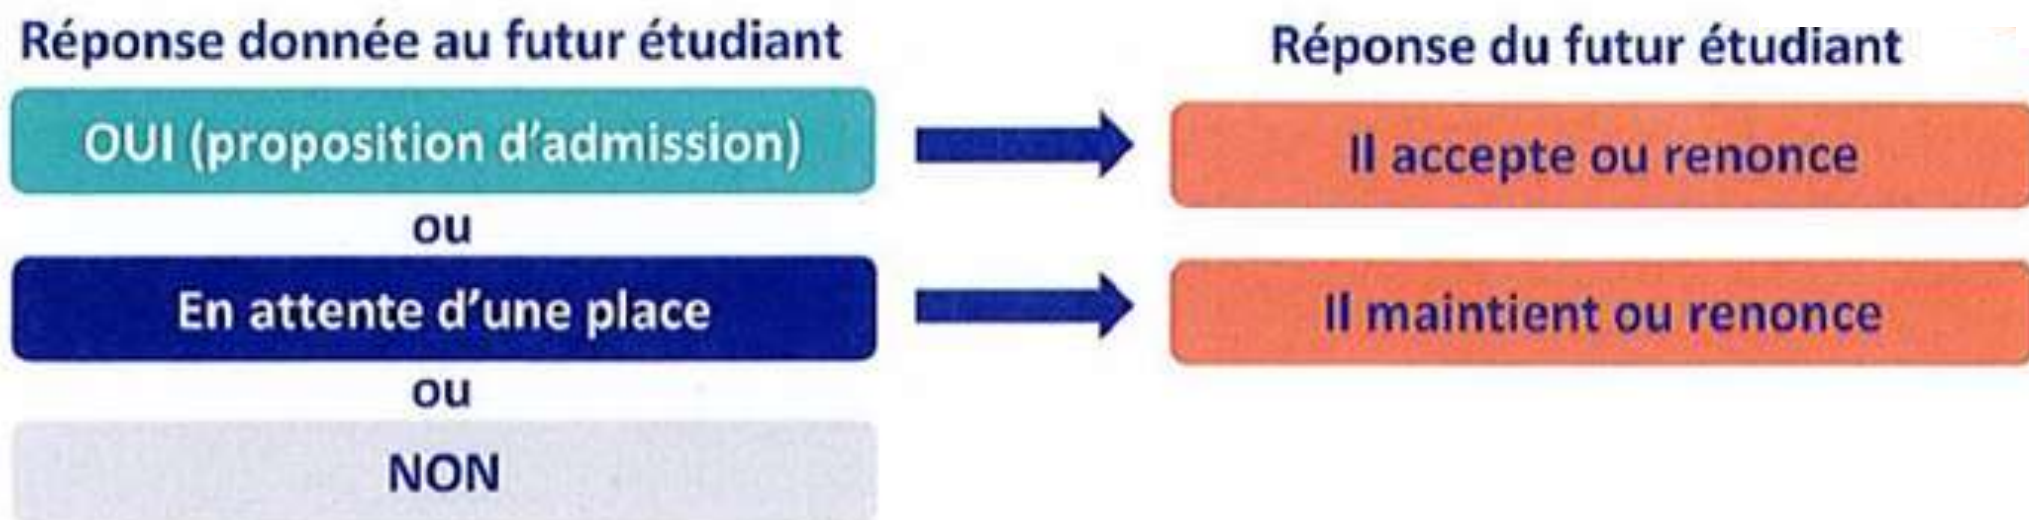 Réponse donnée au futur étudiant
Réponse du futur étudiant
OUI (proposition d'admission)
Il accepte ou renonce
ou
En attente d'une place
Il maintient ou renonce
ou
NON